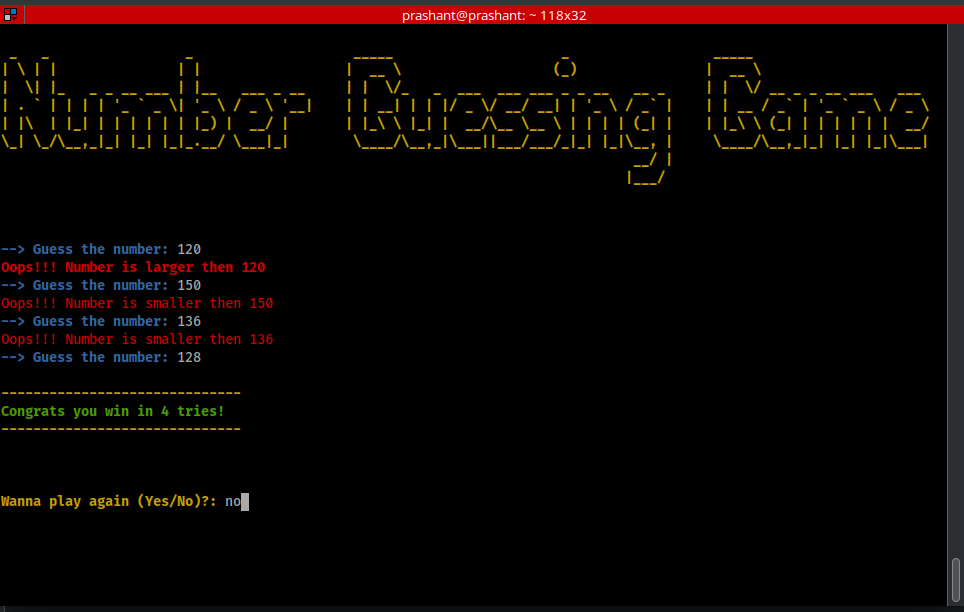 prashant@prashant: ~ 118x32
Number Guessing Game
--> Guess the number: 120
Oops!!! Number is larger then 120
--> Guess the number: 150
Oops!!! Number is smaller then 150
--> Guess the number: 136
Oops!!! Number is smaller then 136
--> Guess the number: 128
------------------------------
Congrats you win in 4 tries!
------------------------------
Wanna play again (Yes/No)?: no